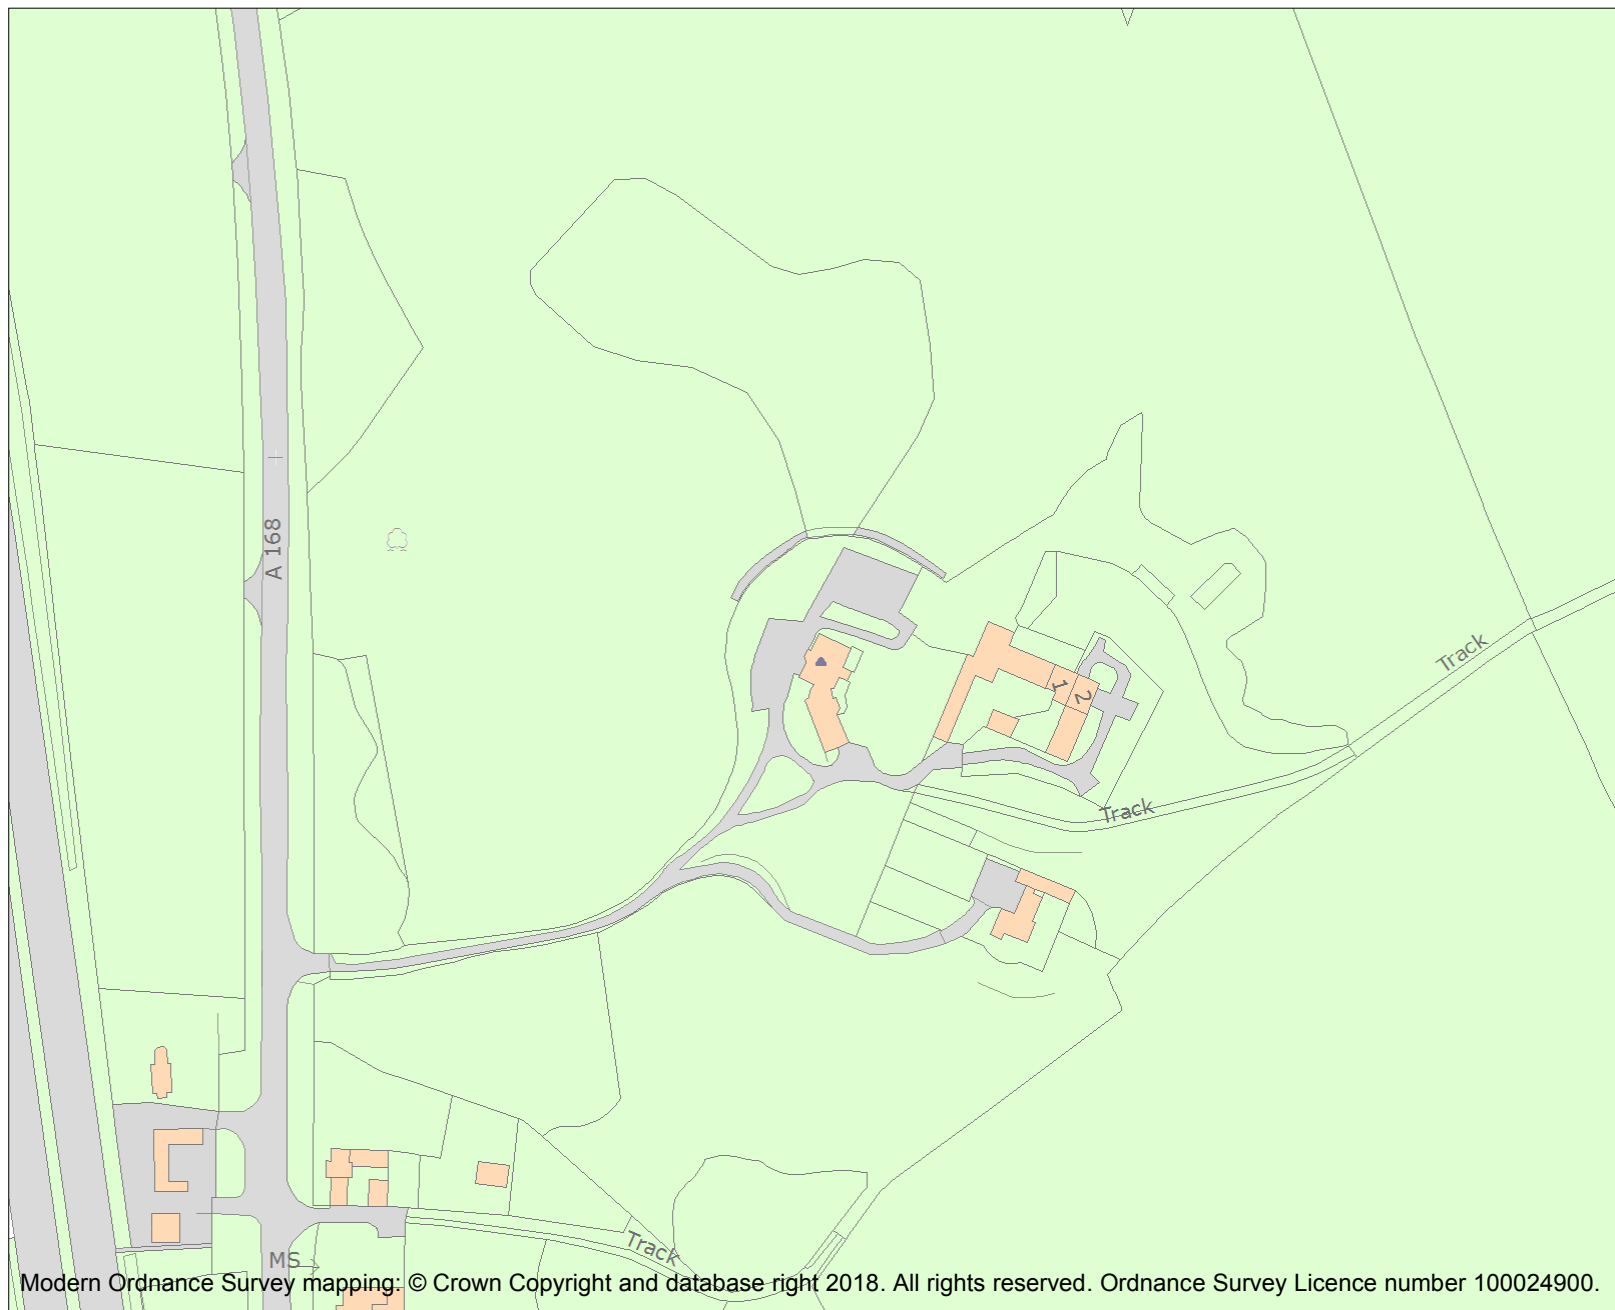 A 168
1
2
Track
Track
Track
MS
Modern Ordnance Survey mapping: © Crown Copyright and database right 2018. All rights reserved. Ordnance Survey Licence number 100024900.